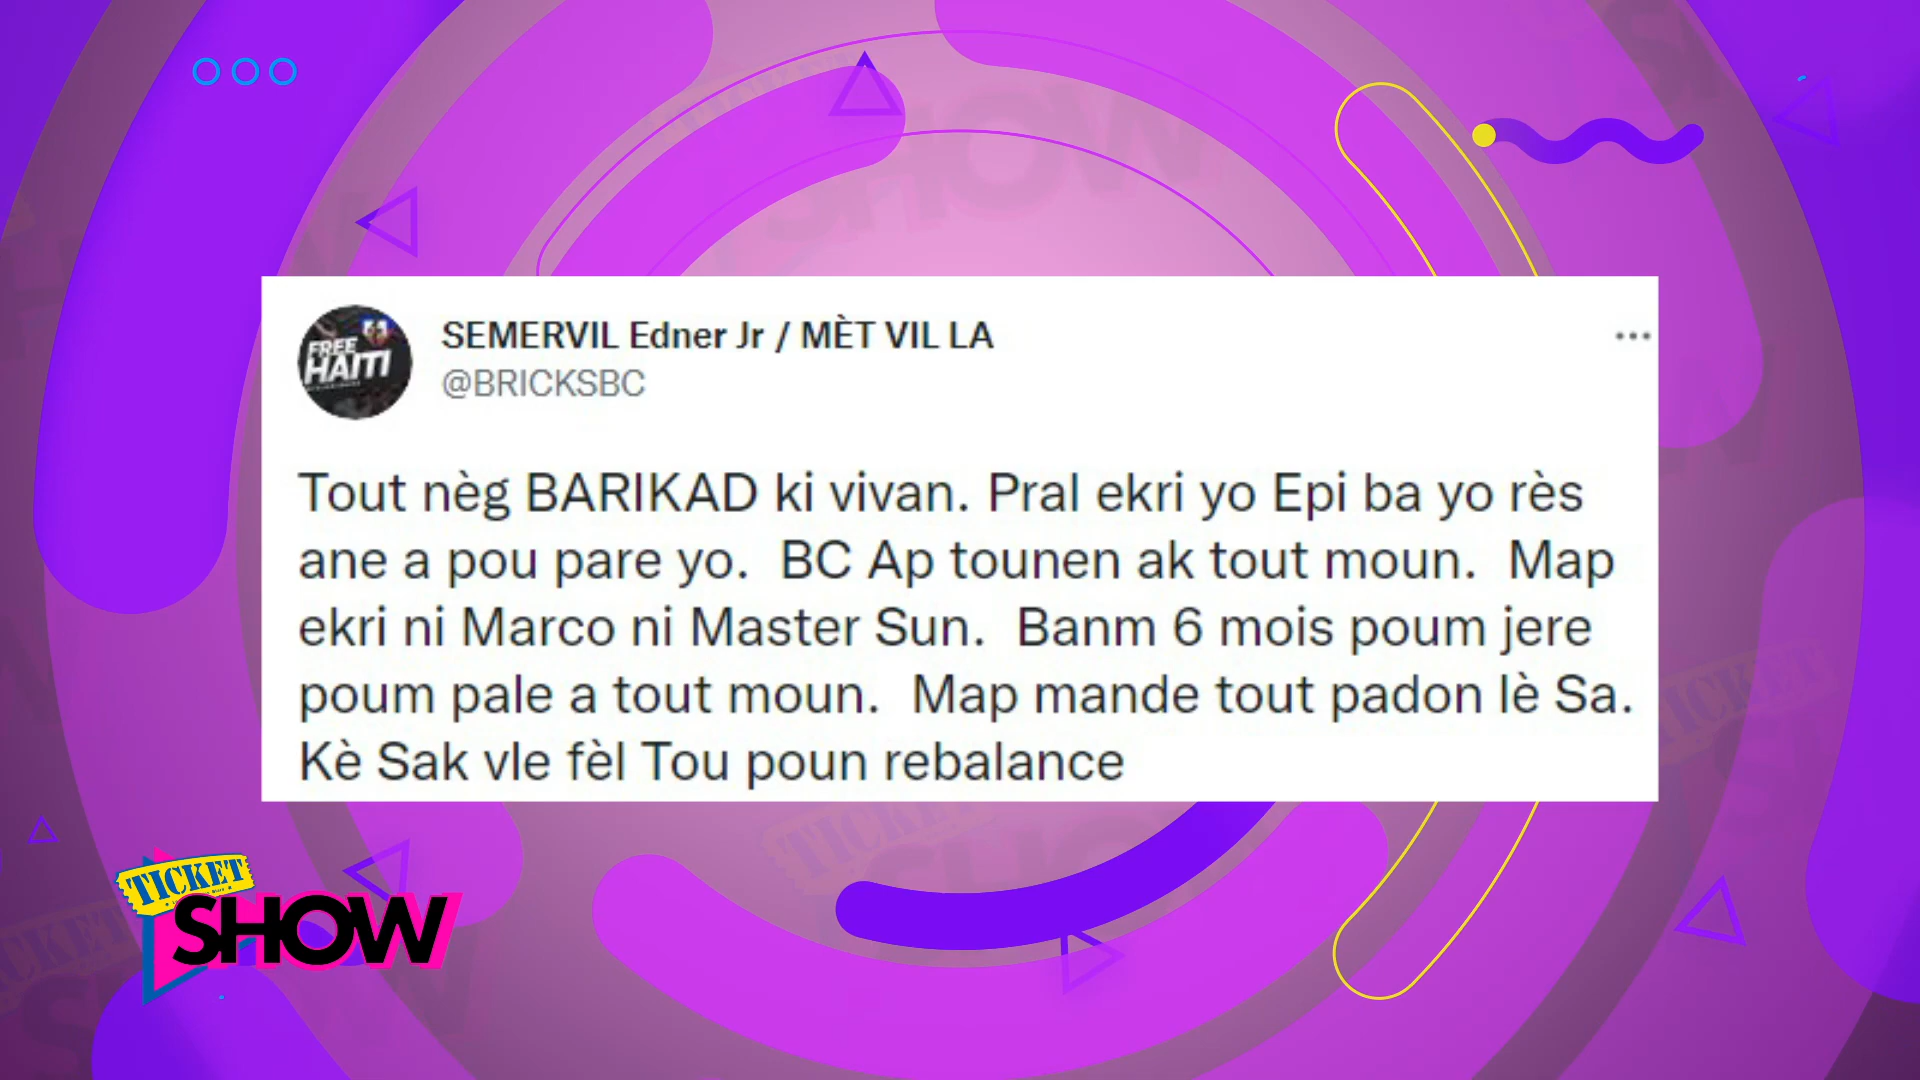 SEMERVIL Edner Jr / MÈT VIL LA
@BRICKSBC
FREE
HAITI
Tout nèg BARIKAD ki vivan. Pral ekri yo Epi ba yo rès
ane a pou pare yo. BC Ap tounen ak tout moun. Map
ekri ni Marco ni Master Sun. Banm 6 mois poum jere
poum pale a tout moun. Map mande tout padon lè Sa.
Kè Sak vle fèl Tou poun rebalance
TICKET
SHOW